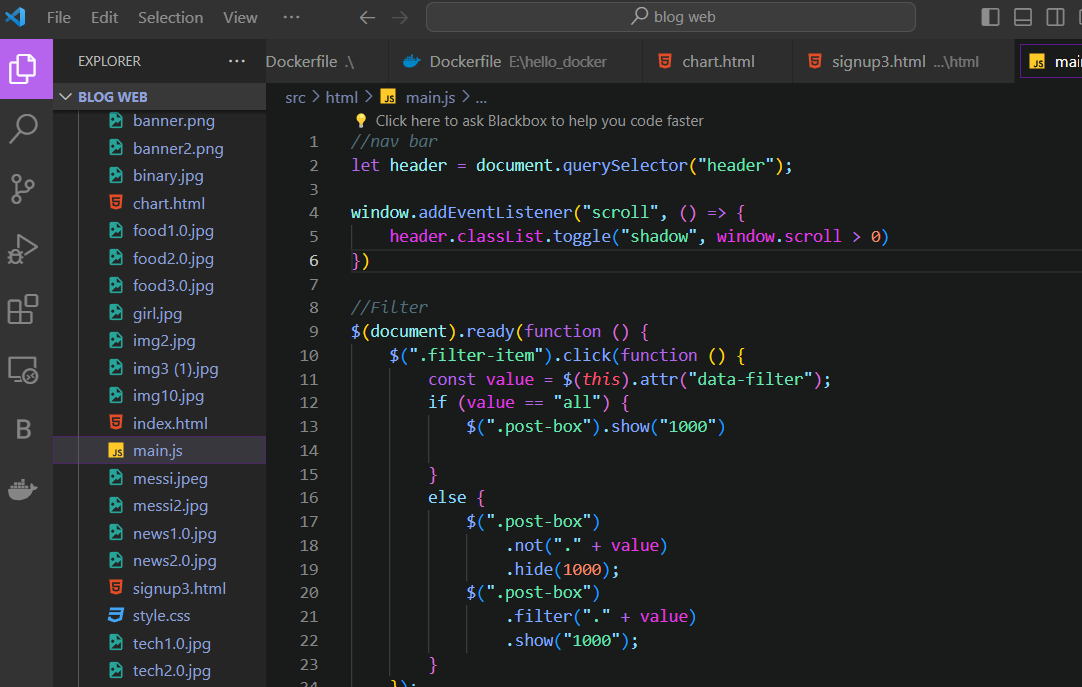 File Edit Selection View ··· blog web
EXPLORER ···
Dockerfile .\ Dockerfile E:\hello_docker chart.html signup3.html ...\html JS mai
BLOG WEB
banner.png
banner2.png
binary.jpg
chart.html
food1.0.jpg
food2.0.jpg
food3.0.jpg
girl.jpg
img2.jpg
img3 (1).jpg
img10.jpg
index.html
JS main.js
messi.jpeg
messi2.jpg
news1.0.jpg
news2.0.jpg
signup3.html
style.css
tech1.0.jpg
tech2.0.jpg
B
src > html > JS main.js > ...
Click here to ask Blackbox to help you code faster
1 //nav bar
2 let header = document.querySelector("header");
3
4 window.addEventListener("scroll", () => {
5 header.classList.toggle("shadow", window.scroll > 0)
6 })
7
8 //Filter
9 $(document).ready(function () {
10 $(".filter-item").click(function () {
11 const value = $(this).attr("data-filter");
12 if (value == "all") {
13 $(".post-box").show("1000")
14
15 }
16 else {
17 $(".post-box")
18 .not("." + value)
19 .hide(1000);
20 $(".post-box")
21 .filter("." + value)
22 .show("1000");
23 }
24 });